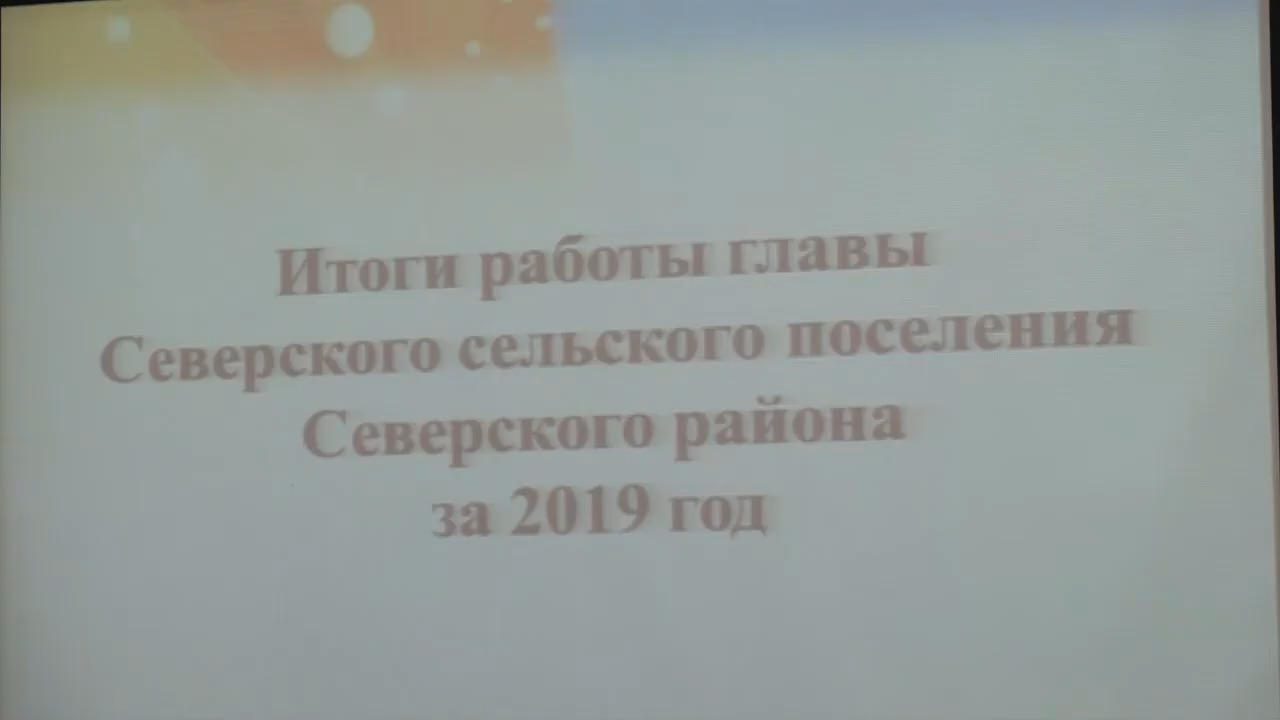 Итоги работы главы
Северского сельского поселения
Северского района
за 2019 год